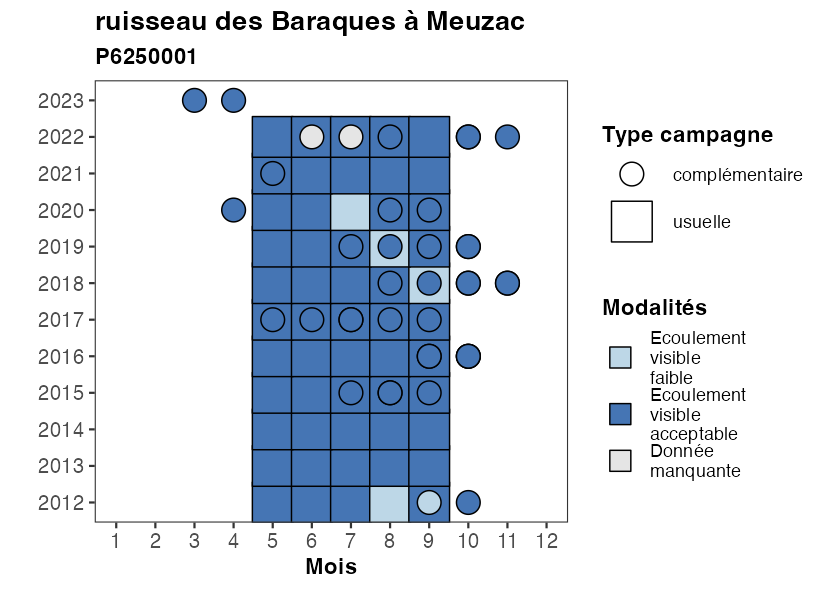 ruisseau des Baraques à Meuzac
P6250001
2023
2022
2021
2020
2019
2018
2017
2016
2015
2014
2013
2012
1 2 3 4 5 6 7 8 9 10 11 12
Mois
Type campagne
complémentaire
usuelle
Modalités
Ecoulement
visible
faible
Ecoulement
visible
acceptable
Donnée
manquante